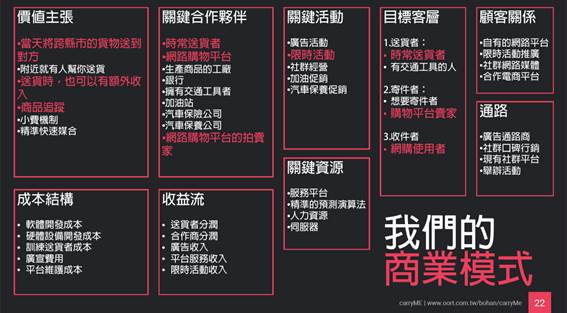 價值主張
•當天將跨縣市的貨物送到
對方
•附近就有人幫你送貨
•送貨時，也可以有額外收
入
•商品追蹤
•小費機制
•精準快速媒合
關鍵合作夥伴
•時常送貨者
•網路購物平台
•生產商品的工廠
•銀行
•擁有交通工具者
•加油站
•汽車保險公司
•汽車保養公司
•網路購物平台的拍賣
家
關鍵活動
•廣告活動
•限時活動
•社群經營
•加油促銷
•汽車保養促銷
關鍵資源
•服務平台
•精準的預測演算法
•人力資源
•伺服器
目標客層
1.送貨者：
• 時常送貨者
• 有交通工具的人
2.寄件者：
• 想要寄件者
• 購物平台賣家
3.收件者
• 網購使用者
顧客關係
•自有的網路平台
•限時活動推廣
•社群網路媒體
•合作電商平台
通路
•廣告通路商
•社群口碑行銷
•現有社群平台
•舉辦活動
成本結構
• 軟體開發成本
• 硬體設備開發成本
• 訓練送貨者成本
• 廣宣費用
• 平台維護成本
收益流
• 送貨者分潤
• 合作商分潤
• 廣告收入
• 平台服務收入
• 限時活動收入
我們的
商業模式
carryME | www.oort.com.tw/bohan/carryMe
22